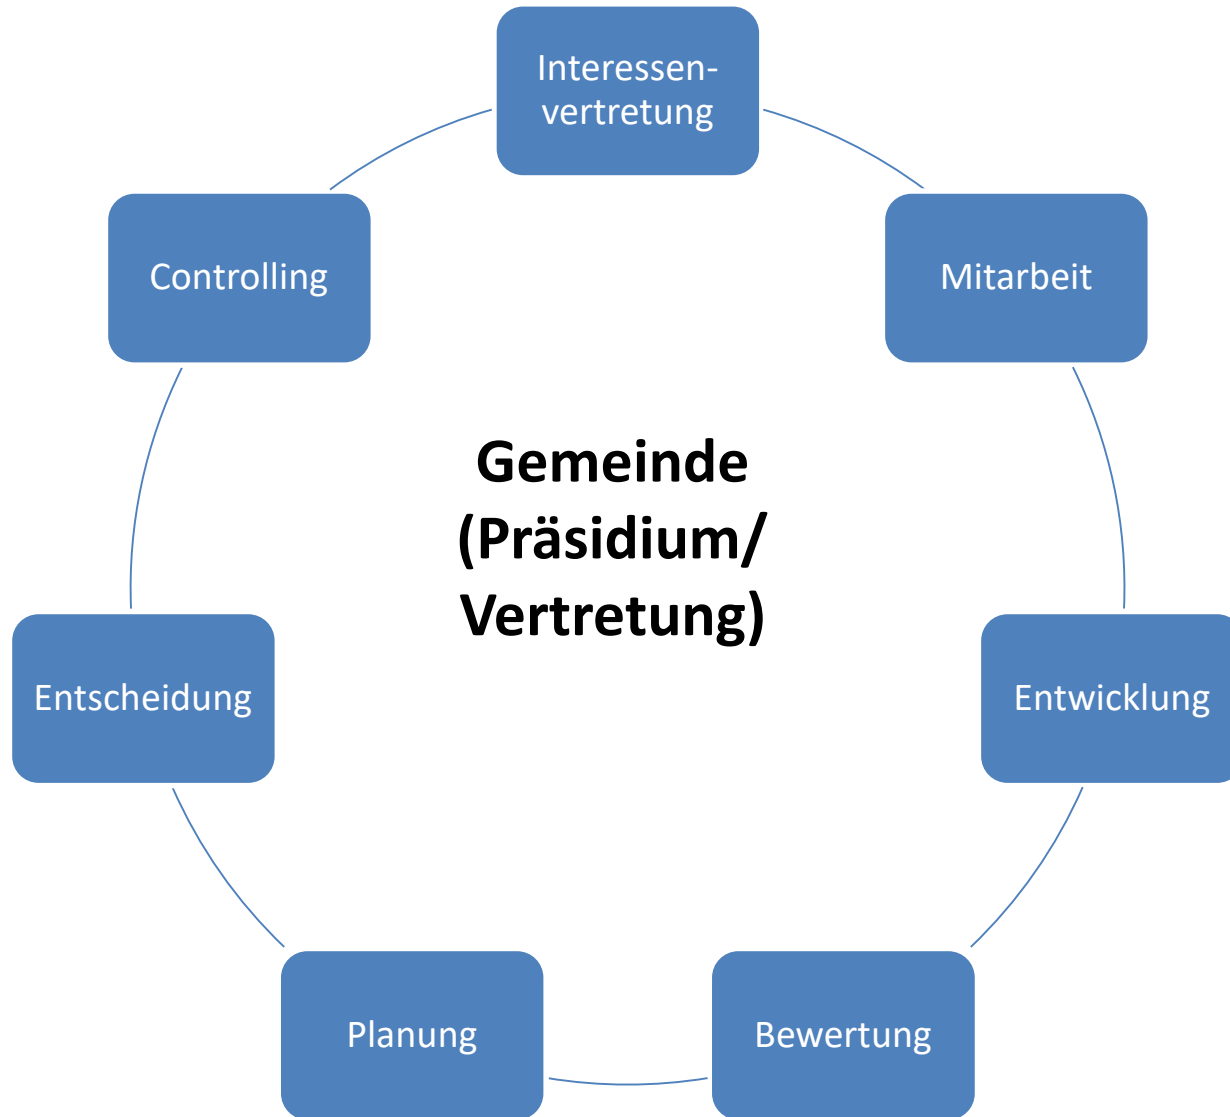 Interessen-
vertretung
Controlling
Mitarbeit
Gemeinde
(Präsidium/
Vertretung)
Entscheidung
Entwicklung
Planung
Bewertung